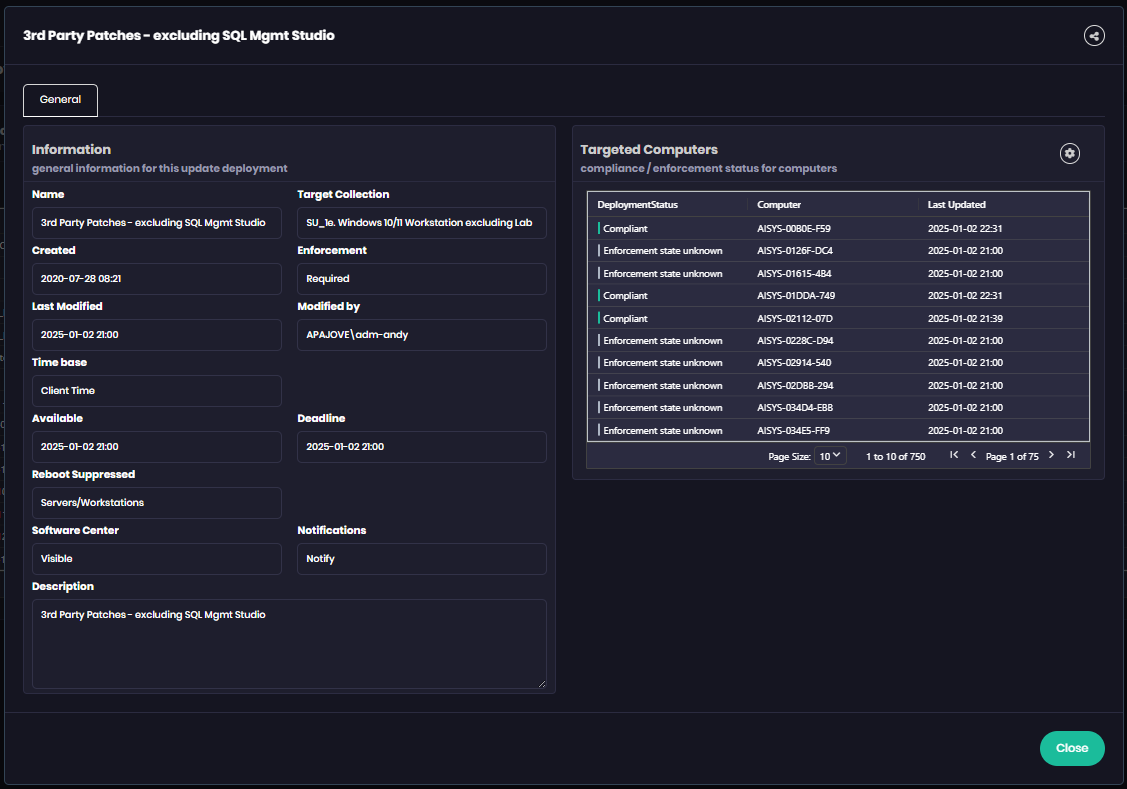 3rd Party Patches - excluding SQL Mgmt Studio
General
Information
general information for this update deployment
Name
Target Collection
3rd Party Patches - excluding SQL Mgmt Studio
SU_1e. Windows 10/11 Workstation excluding Lab
Created
Enforcement
2020-07-28 08:21
Required
Last Modified
Modified by
2025-01-02 21:00
APAJOVE\adm-andy
Time base
Client Time
Available
Deadline
2025-01-02 21:00
2025-01-02 21:00
Reboot Suppressed
Servers/Workstations
Software Center
Notifications
Visible
Notify
Description
3rd Party Patches - excluding SQL Mgmt Studio
Targeted Computers
compliance / enforcement status for computers
DeploymentStatus Computer Last Updated
Compliant AISYS-00B0E-F59 2025-01-02 22:31
Enforcement state unknown AISYS-0126F-DC4 2025-01-02 21:00
Enforcement state unknown AISYS-01615-4B4 2025-01-02 21:00
Compliant AISYS-01DDA-749 2025-01-02 22:31
Compliant AISYS-02112-07D 2025-01-02 21:39
Enforcement state unknown AISYS-0228C-D94 2025-01-02 21:00
Enforcement state unknown AISYS-02914-540 2025-01-02 21:00
Enforcement state unknown AISYS-02DBB-294 2025-01-02 21:00
Enforcement state unknown AISYS-034D4-EBB 2025-01-02 21:00
Enforcement state unknown AISYS-034E5-FF9 2025-01-02 21:00
Page Size: 10 1 to 10 of 750 Page 1 of 75
Close